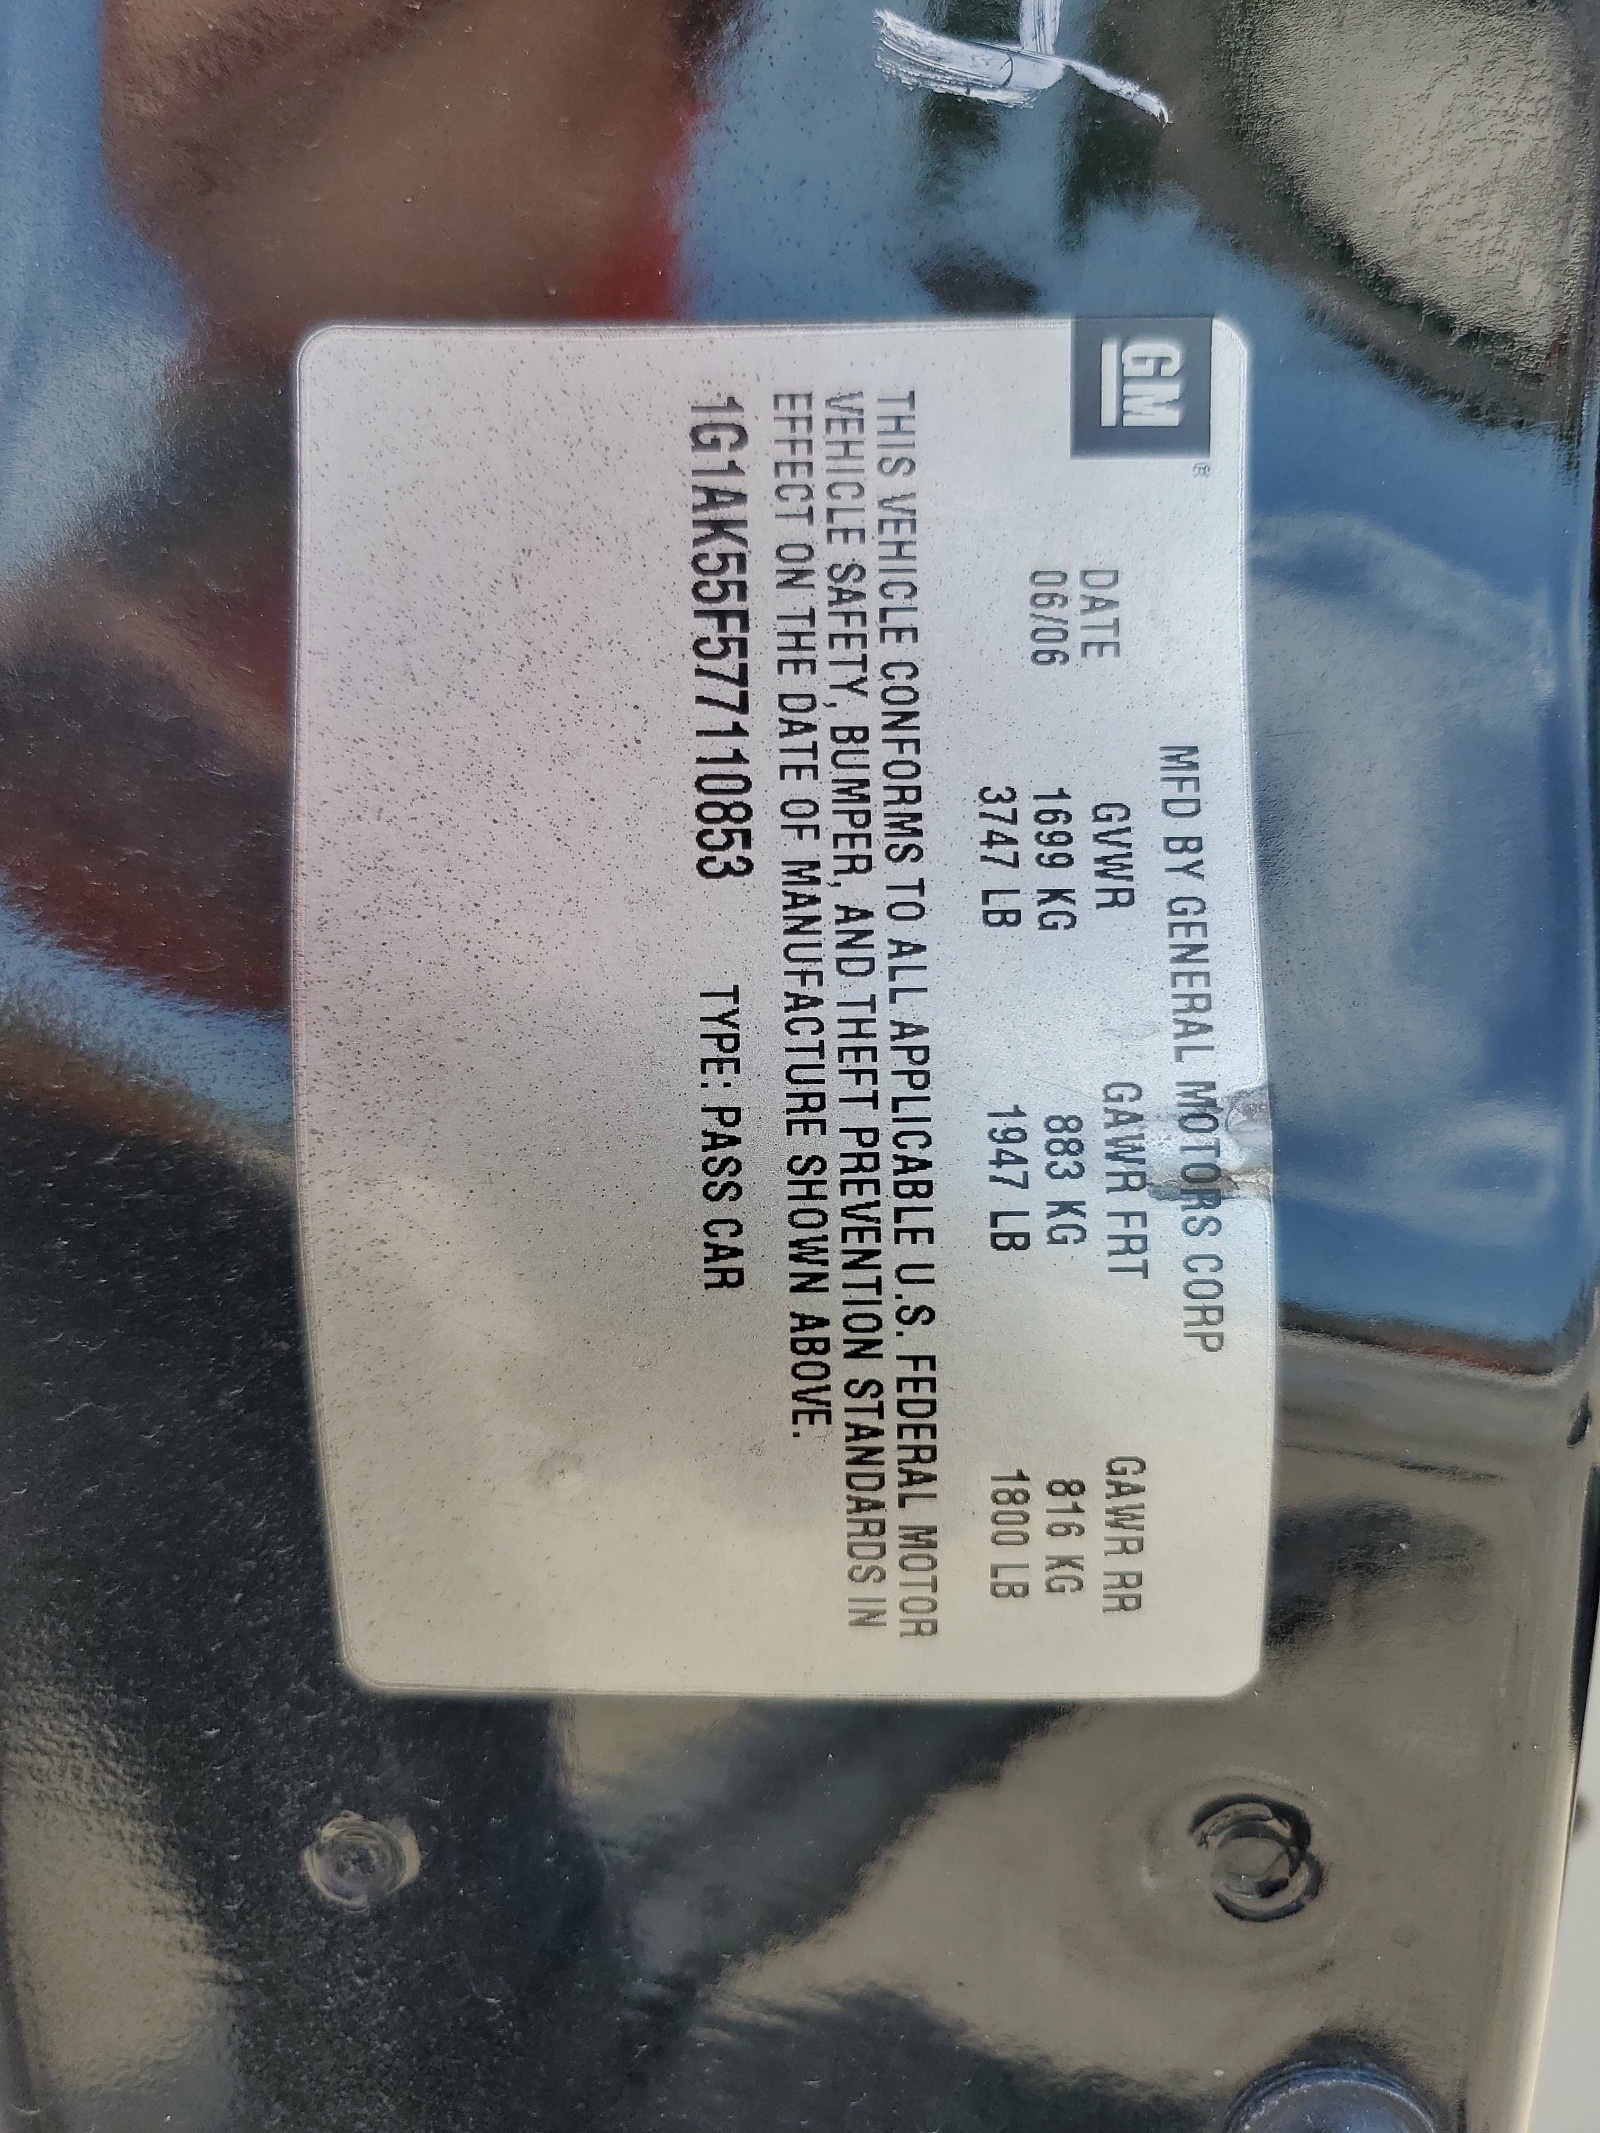 GM®
MFD BY GENERAL MOTORS CORP
DATE GVWR GAWR FRT GAWR RR
06/06 1699 KG 883 KG 816 KG
3747 LB 1947 LB 1800 LB
THIS VEHICLE CONFORMS TO ALL APPLICABLE U.S. FEDERAL MOTOR
VEHICLE SAFETY, BUMPER, AND THEFT PREVENTION STANDARDS IN
EFFECT ON THE DATE OF MANUFACTURE SHOWN ABOVE.
1G1AK55F577110853 TYPE: PASS CAR